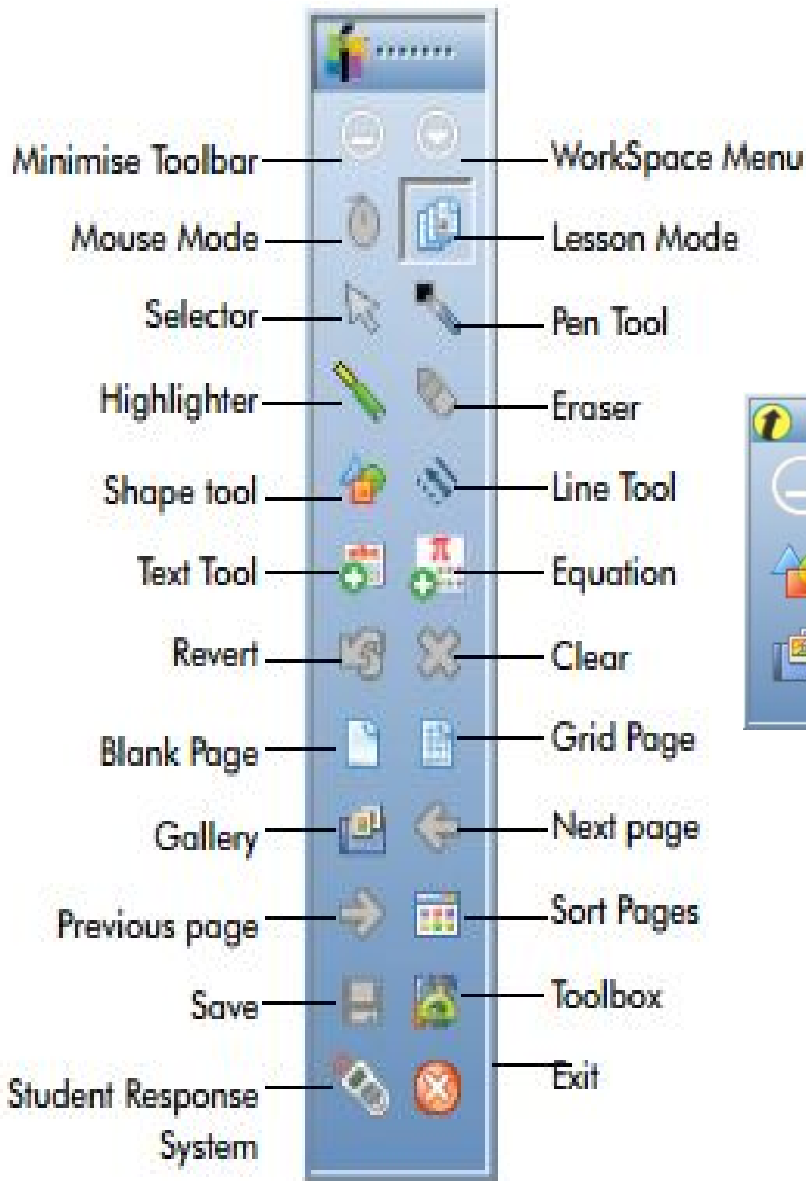 Minimise Toolbar
WorkSpace Menu
Mouse Mode
Lesson Mode
Selector
Pen Tool
Highlighter
Eraser
Shape tool
Line Tool
abc
π
Text Tool
Equation
Revert
Clear
Blank Page
Grid Page
Gallery
Next page
Previous page
Sort Pages
Save
Toolbox
Student Response
System
Exit